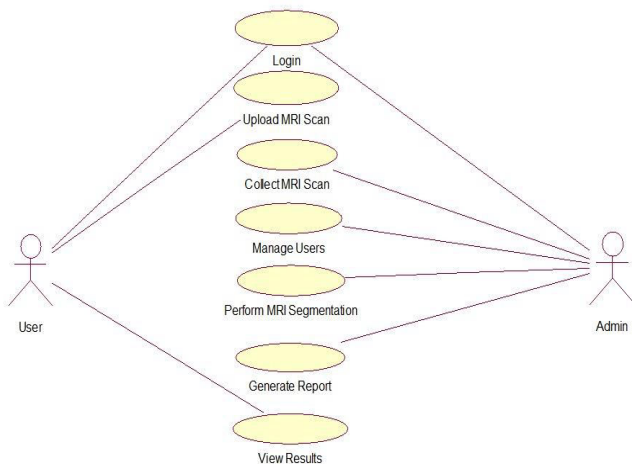 Login
Upload MRI Scan
Collect MRI Scan
Manage Users
Perform MRI Segmentation
User
Admin
Generate Report
View Results